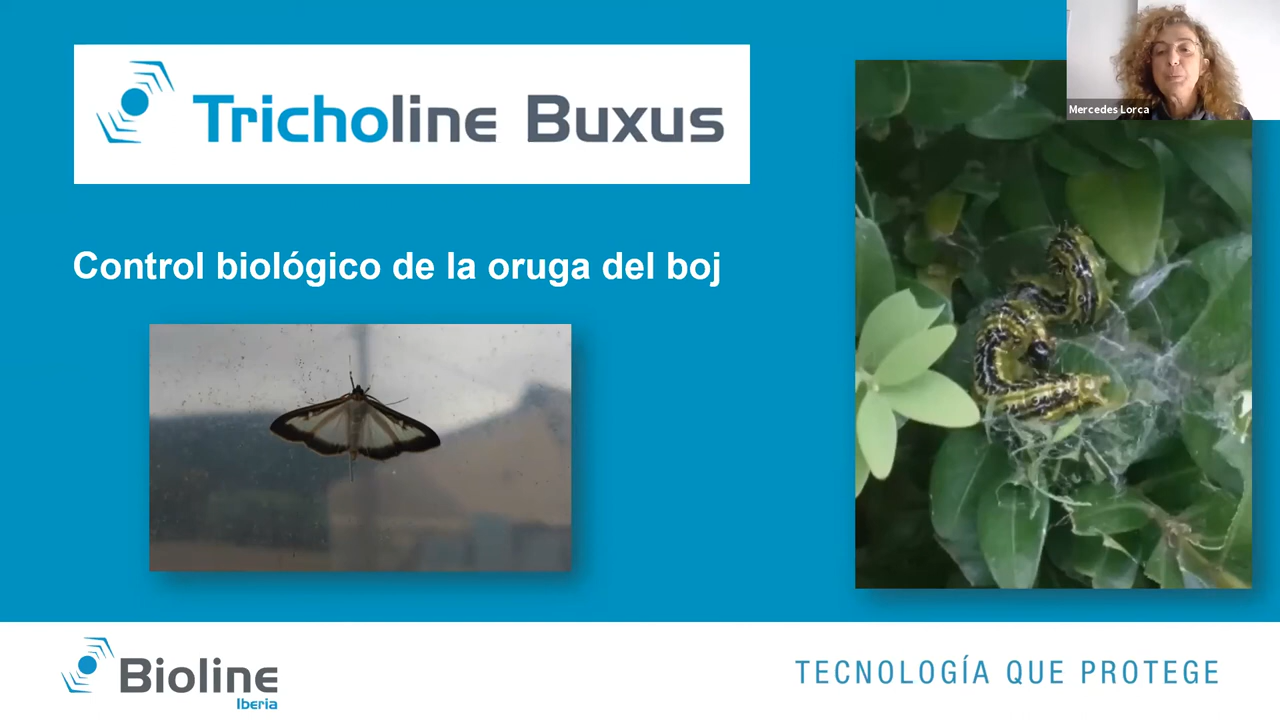 Tricholine Buxus
Mercedes Lorca
Control biológico de la oruga del boj
Bioline
Iberia
TECNOLOGÍA QUE PROTEGE